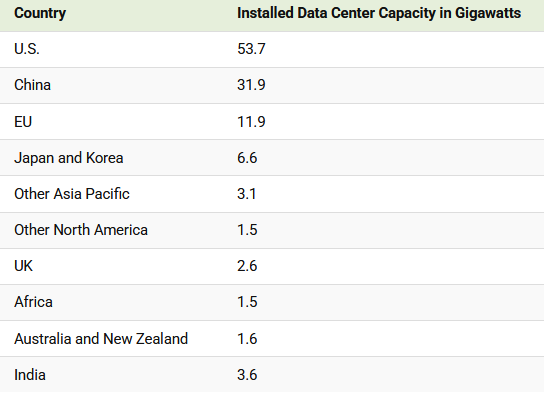 Country Installed Data Center Capacity in Gigawatts
U.S. 53.7
China 31.9
EU 11.9
Japan and Korea 6.6
Other Asia Pacific 3.1
Other North America 1.5
UK 2.6
Africa 1.5
Australia and New Zealand 1.6
India 3.6